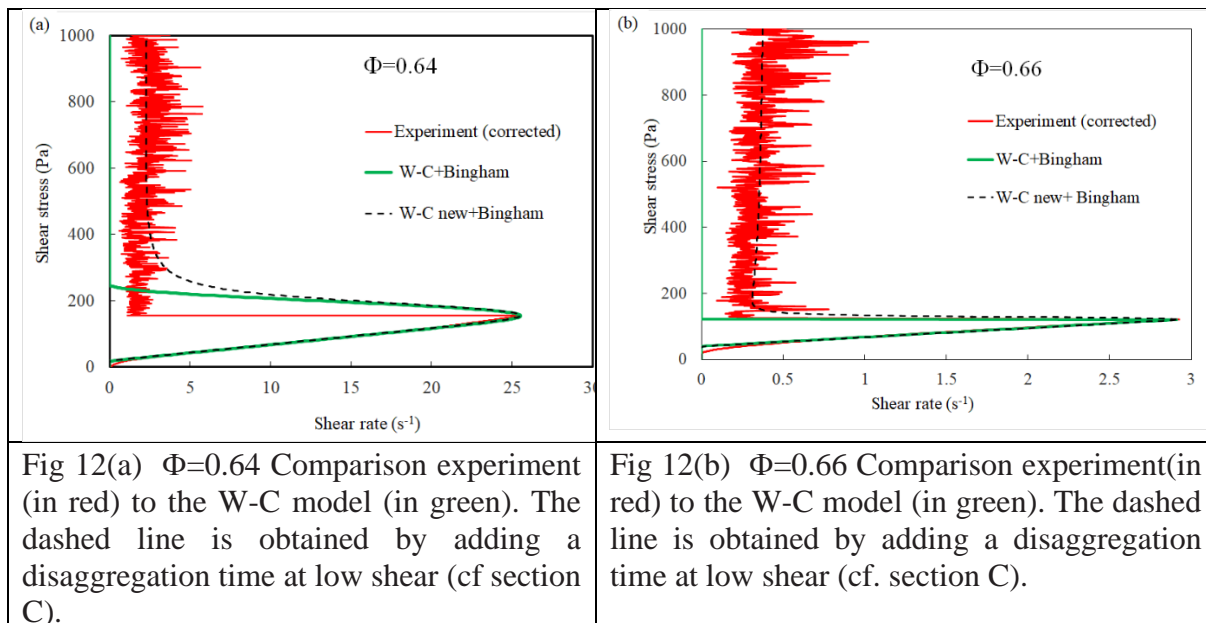 (a)
1000
800
600
400
200
0
Shear stress (Pa)
Φ=0.64
Experiment (corrected)
W-C+Bingham
W-C new+Bingham
0 5 10 15 20 25 30
Shear rate (s-1)
(b)
1000
800
600
400
200
0
Shear stress (Pa)
Φ=0.66
Experiment (corrected)
W-C+Bingham
W-C new+ Bingham
0 0.5 1 1.5 2 2.5 3
Shear rate (s-1)
Fig 12(a) Φ=0.64 Comparison experiment
(in red) to the W-C model (in green). The
dashed line is obtained by adding a
disaggregation time at low shear (cf section
C).
Fig 12(b) Φ=0.66 Comparison experiment(in
red) to the W-C model (in green). The dashed
line is obtained by adding a disaggregation
time at low shear (cf. section C).